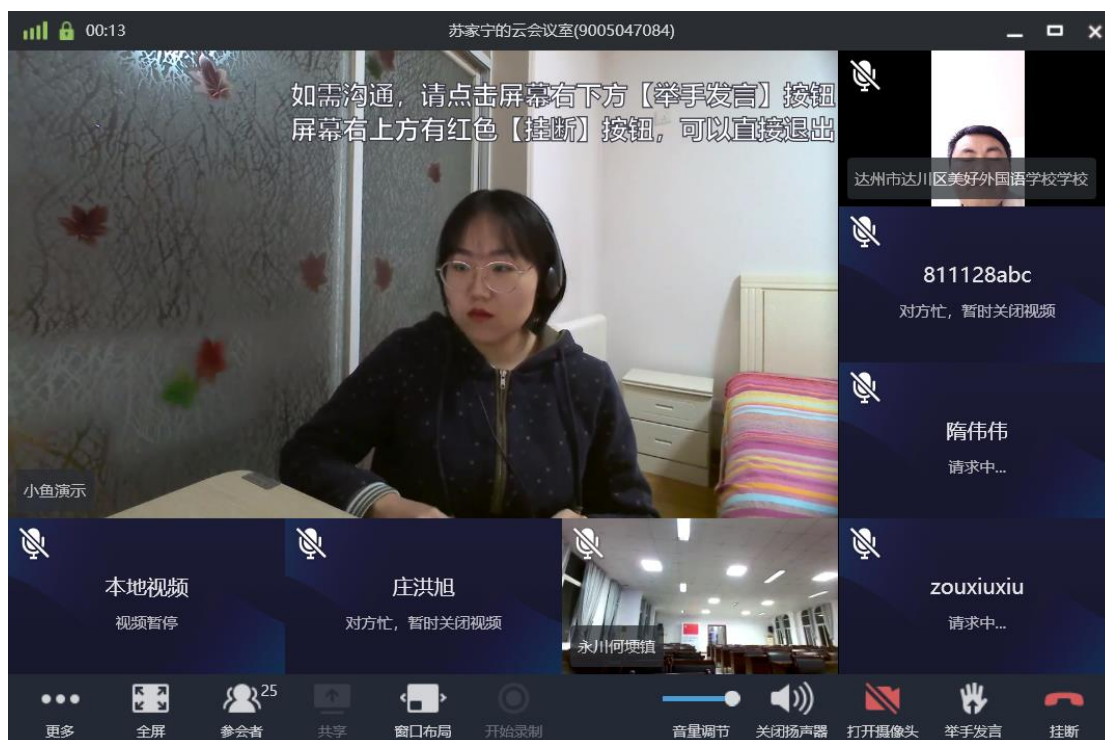 00:13
苏家宁的云会议室(9005047084)
如需沟通，请点击屏幕右下方【举手发言】按钮
屏幕右上方有红色【挂断】按钮，可以直接退出
小鱼演示
达州市达川区美好外国语学校学校
811128abc
对方忙，暂时关闭视频
隋伟伟
请求中...
本地视频
视频暂停
庄洪旭
对方忙，暂时关闭视频
永川何埂镇
zouxiuxiu
请求中...
更多
全屏
25
参会者
共享
窗口布局
开始录制
音量调节
关闭扬声器
打开摄像头
举手发言
挂断